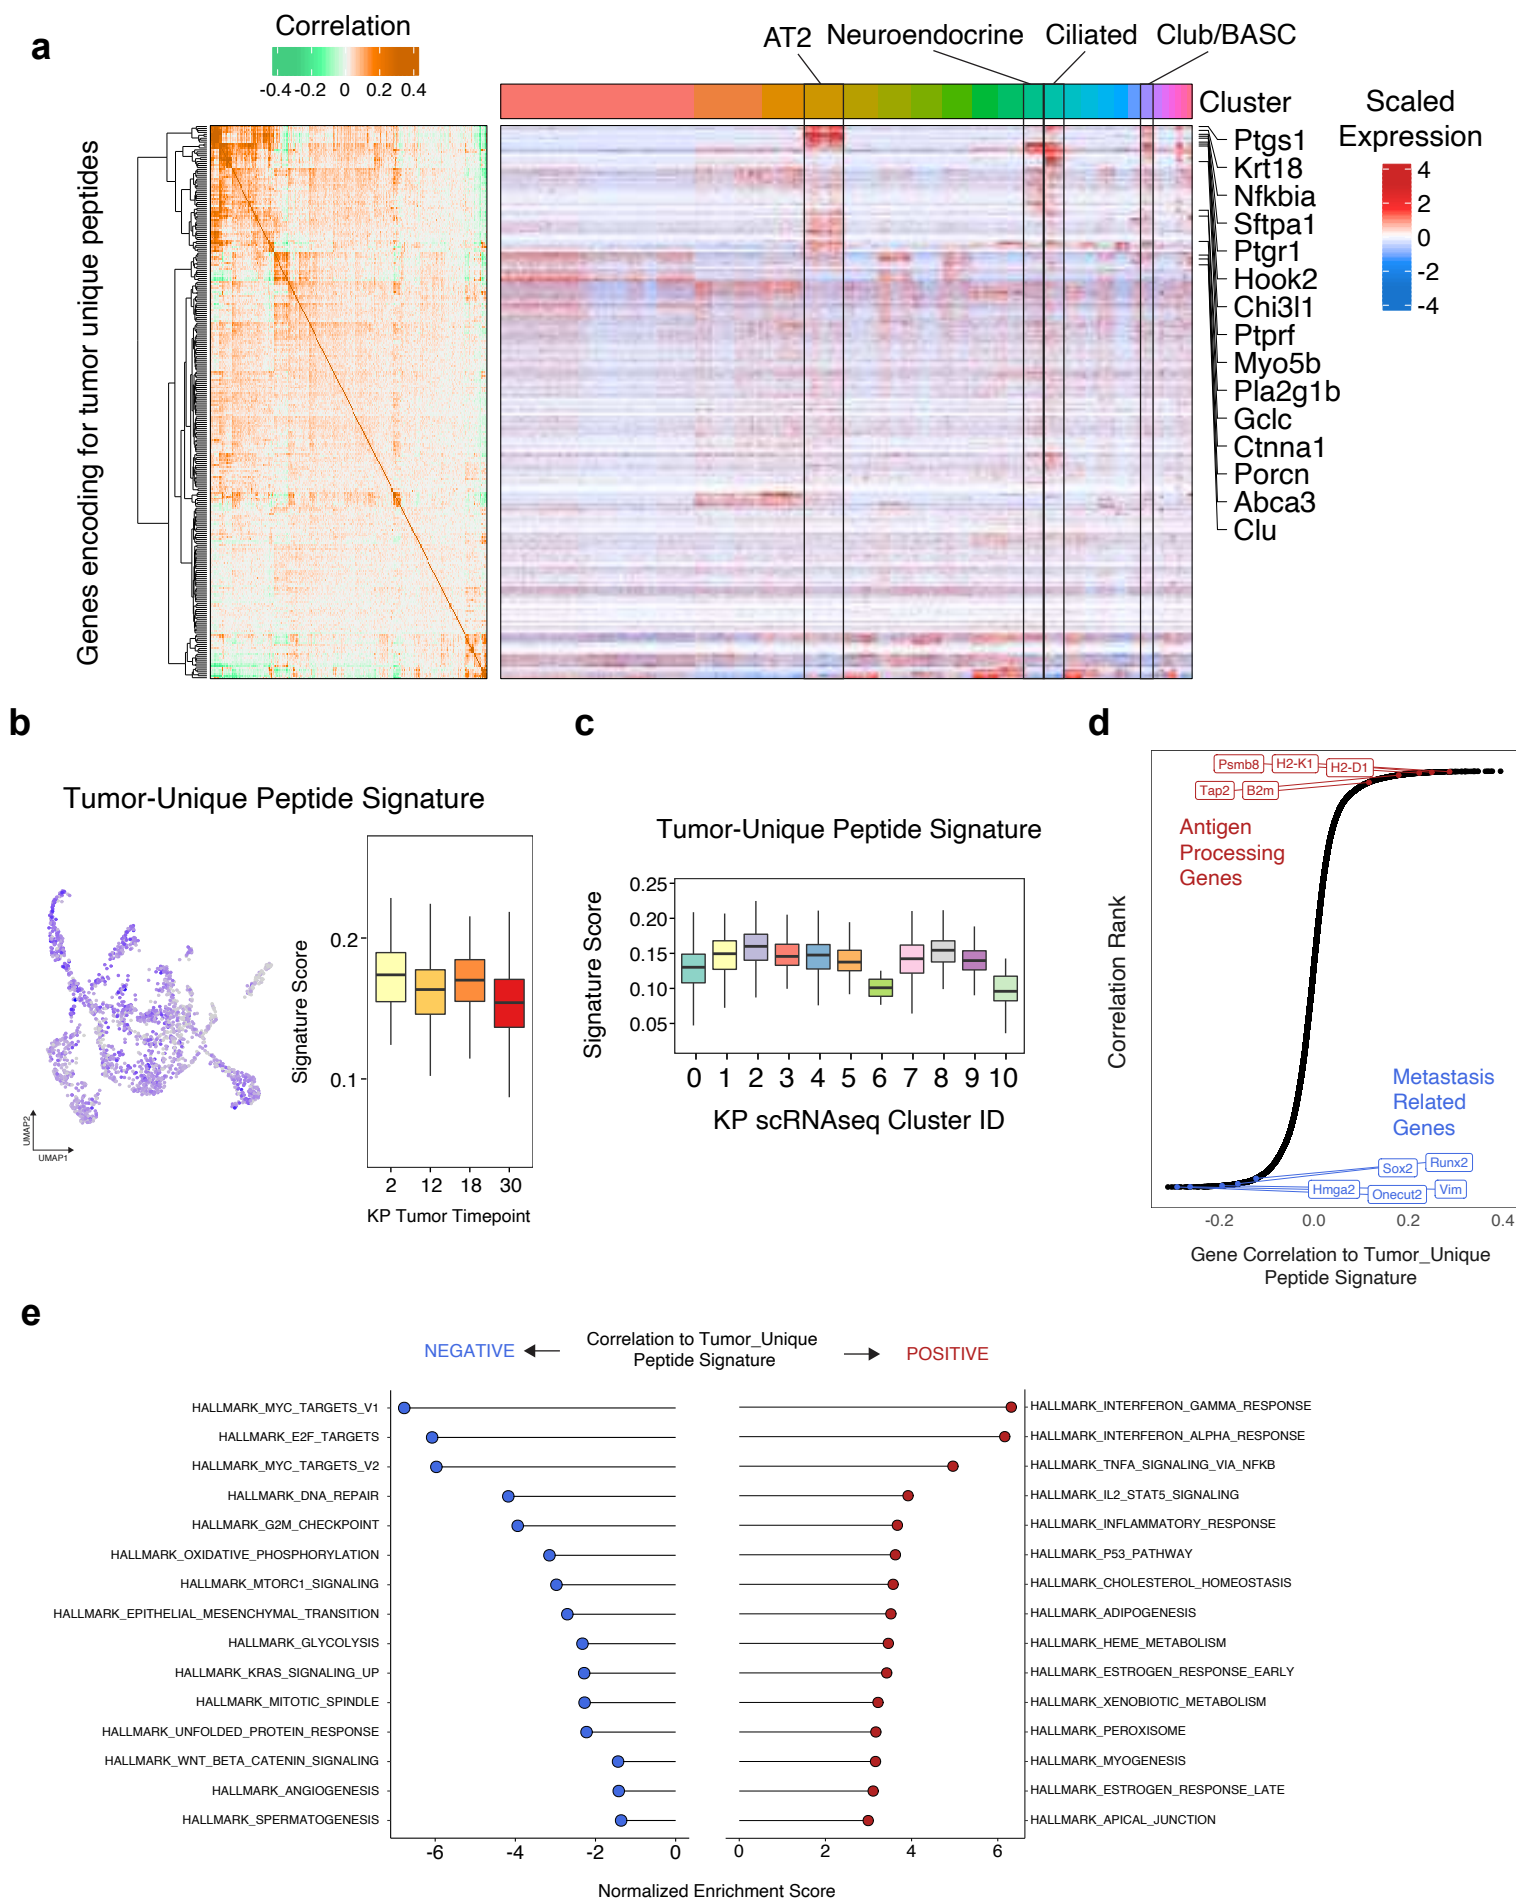 a
Correlation
-0.4 -0.2 0 0.2 0.4
AT2 Neuroendocrine Ciliated Club/BASC
Cluster
Scaled
Expression
4
2
0
-2
-4
Genes encoding for tumor unique peptides
Ptgs1
Krt18
Nfkbia
Sftpa1
Ptgr1
Hook2
Chi3l1
Ptprf
Myo5b
Pla2g1b
Gclc
Ctnna1
Porcn
Abca3
Clu
b
Tumor-Unique Peptide Signature
UMAP2
UMAP1
Signature Score
0.2
0.1
2 12 18 30
KP Tumor Timepoint
c
Tumor-Unique Peptide Signature
Signature Score
0.25
0.20
0.15
0.10
0.05
0 1 2 3 4 5 6 7 8 9 10
KP scRNAseq Cluster ID
d
Correlation Rank
Psmb8 H2-K1 H2-D1
Tap2 B2m
Antigen
Processing
Genes
Metastasis
Related
Genes
Sox2 Runx2
Hmga2 Onecut2 Vim
-0.2 0.0 0.2 0.4
Gene Correlation to Tumor_Unique
Peptide Signature
e
NEGATIVE
Correlation to Tumor_Unique
Peptide Signature
POSITIVE
HALLMARK_MYC_TARGETS_V1
HALLMARK_E2F_TARGETS
HALLMARK_MYC_TARGETS_V2
HALLMARK_DNA_REPAIR
HALLMARK_G2M_CHECKPOINT
HALLMARK_OXIDATIVE_PHOSPHORYLATION
HALLMARK_MTORC1_SIGNALING
HALLMARK_EPITHELIAL_MESENCHYMAL_TRANSITION
HALLMARK_GLYCOLYSIS
HALLMARK_KRAS_SIGNALING_UP
HALLMARK_MITOTIC_SPINDLE
HALLMARK_UNFOLDED_PROTEIN_RESPONSE
HALLMARK_WNT_BETA_CATENIN_SIGNALING
HALLMARK_ANGIOGENESIS
HALLMARK_SPERMATOGENESIS
-6 -4 -2 0
HALLMARK_INTERFERON_GAMMA_RESPONSE
HALLMARK_INTERFERON_ALPHA_RESPONSE
HALLMARK_TNFA_SIGNALING_VIA_NFKB
HALLMARK_IL2_STAT5_SIGNALING
HALLMARK_INFLAMMATORY_RESPONSE
HALLMARK_P53_PATHWAY
HALLMARK_CHOLESTEROL_HOMEOSTASIS
HALLMARK_ADIPOGENESIS
HALLMARK_HEME_METABOLISM
HALLMARK_ESTROGEN_RESPONSE_EARLY
HALLMARK_XENOBIOTIC_METABOLISM
HALLMARK_PEROXISOME
HALLMARK_MYOGENESIS
HALLMARK_ESTROGEN_RESPONSE_LATE
HALLMARK_APICAL_JUNCTION
0 2 4 6
Normalized Enrichment Score